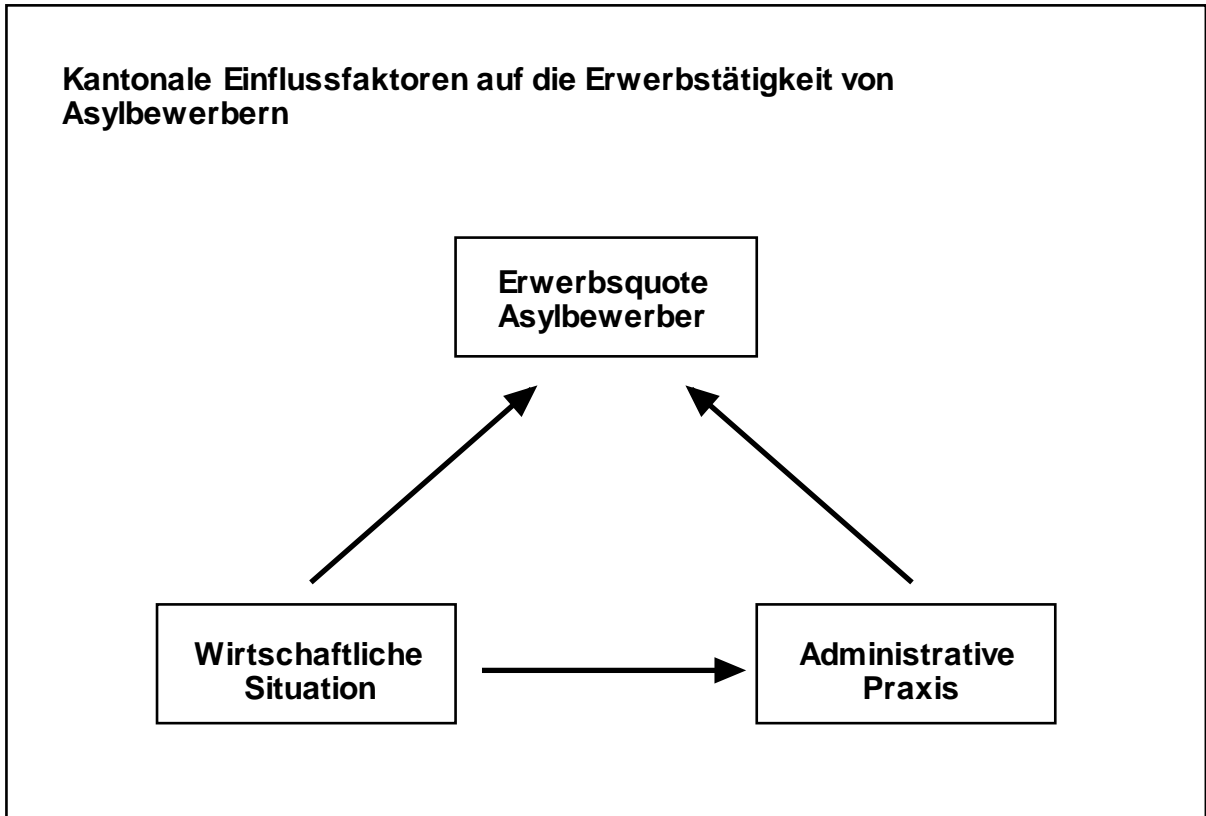 Kantonale Einflussfaktoren auf die Erwerbstätigkeit von
Asylbewerbern
Erwerbsquote
Asylbewerber
Wirtschaftliche
Situation
Administrative
Praxis